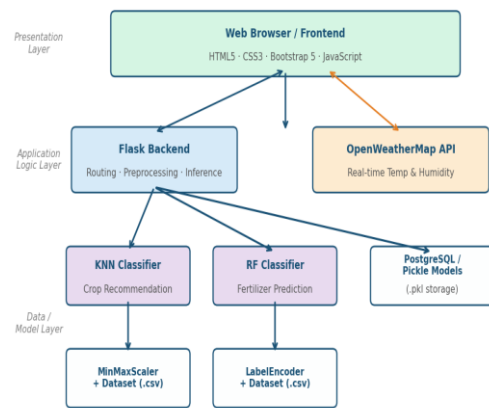 Presentation
Layer
Web Browser / Frontend
HTML5 · CSS3 · Bootstrap 5 · JavaScript
Application
Logic Layer
Flask Backend
Routing · Preprocessing · Inference
OpenWeatherMap API
Real-time Temp & Humidity
KNN Classifier
Crop Recommendation
RF Classifier
Fertilizer Prediction
PostgreSQL /
Pickle Models
(.pkl storage)
Data /
Model Layer
MinMaxScaler
+ Dataset (.csv)
LabelEncoder
+ Dataset (.csv)